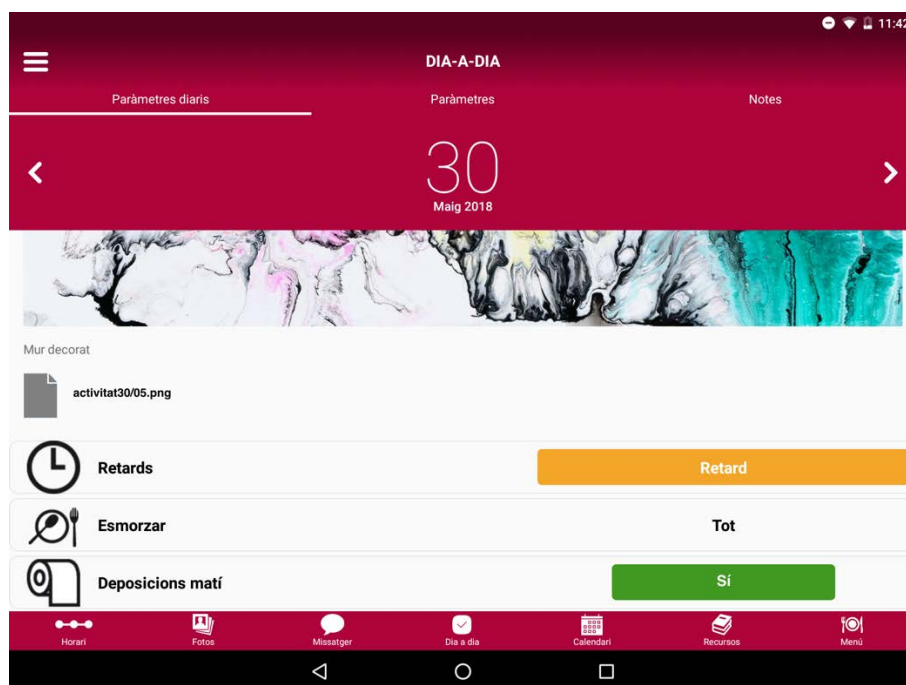 11:42
DIA-A-DIA
Paràmetres diaris Paràmetres Notes
30
Maig 2018
Mur decorat
activitat30/05.png
Retards Retard
Esmorzar Tot
Deposicions matí Sí
Horari Fotos Missatger Dia a dia Calendari Recursos Menú